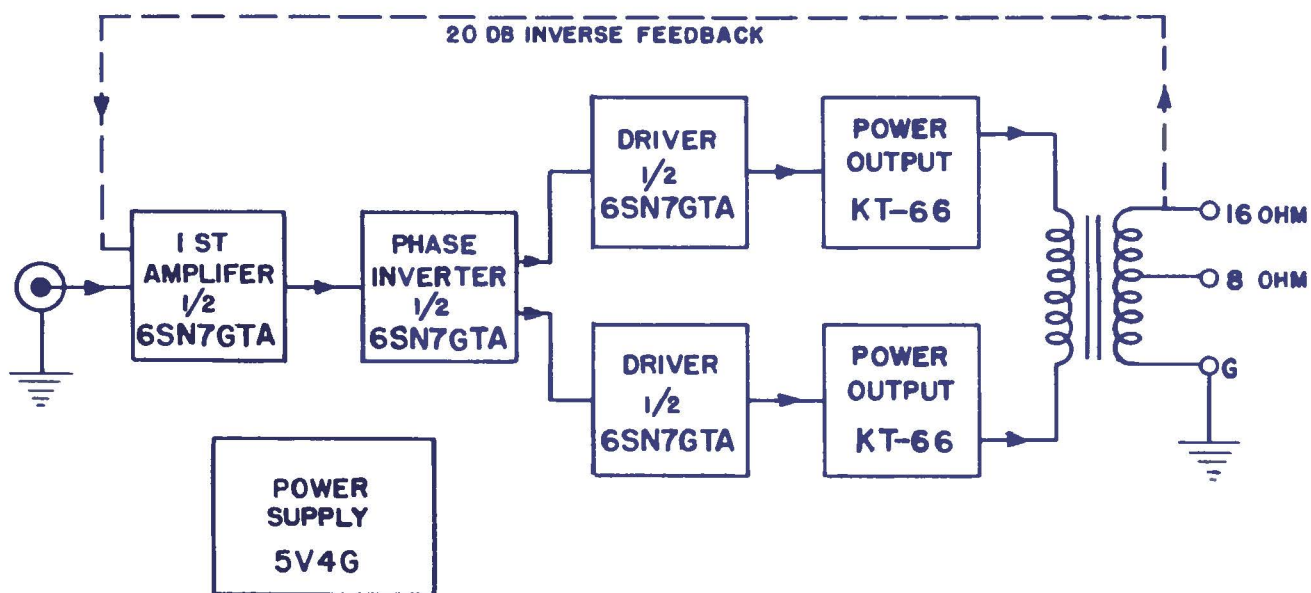 20 DB INVERSE FEEDBACK
1 ST
AMPLIFER
1/2
6SN7GTA
PHASE
INVERTER
1/2
6SN7GTA
DRIVER
1/2
6SN7GTA
POWER
OUTPUT
KT-66
DRIVER
1/2
6SN7GTA
POWER
OUTPUT
KT-66
16 OHM
8 OHM
G
POWER
SUPPLY
5V4G